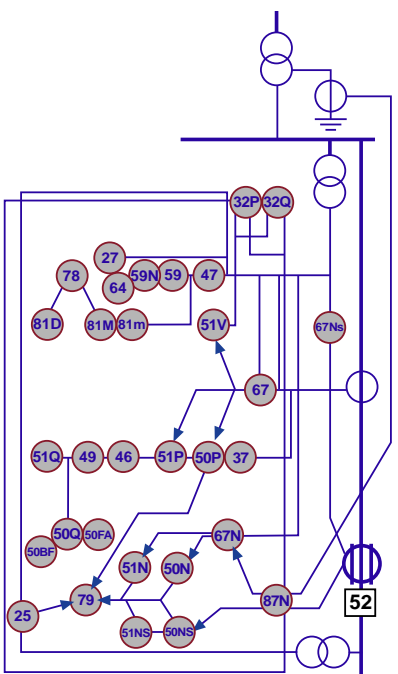 32P 32Q
27
78 64 59N 59 47
81D 81M 81m 51V 67Ns
67
51Q 49 46 51P 50P 37
50Q 50FA 67N
50BF
51N 50N
25 79 87N 52
51NS 50NS